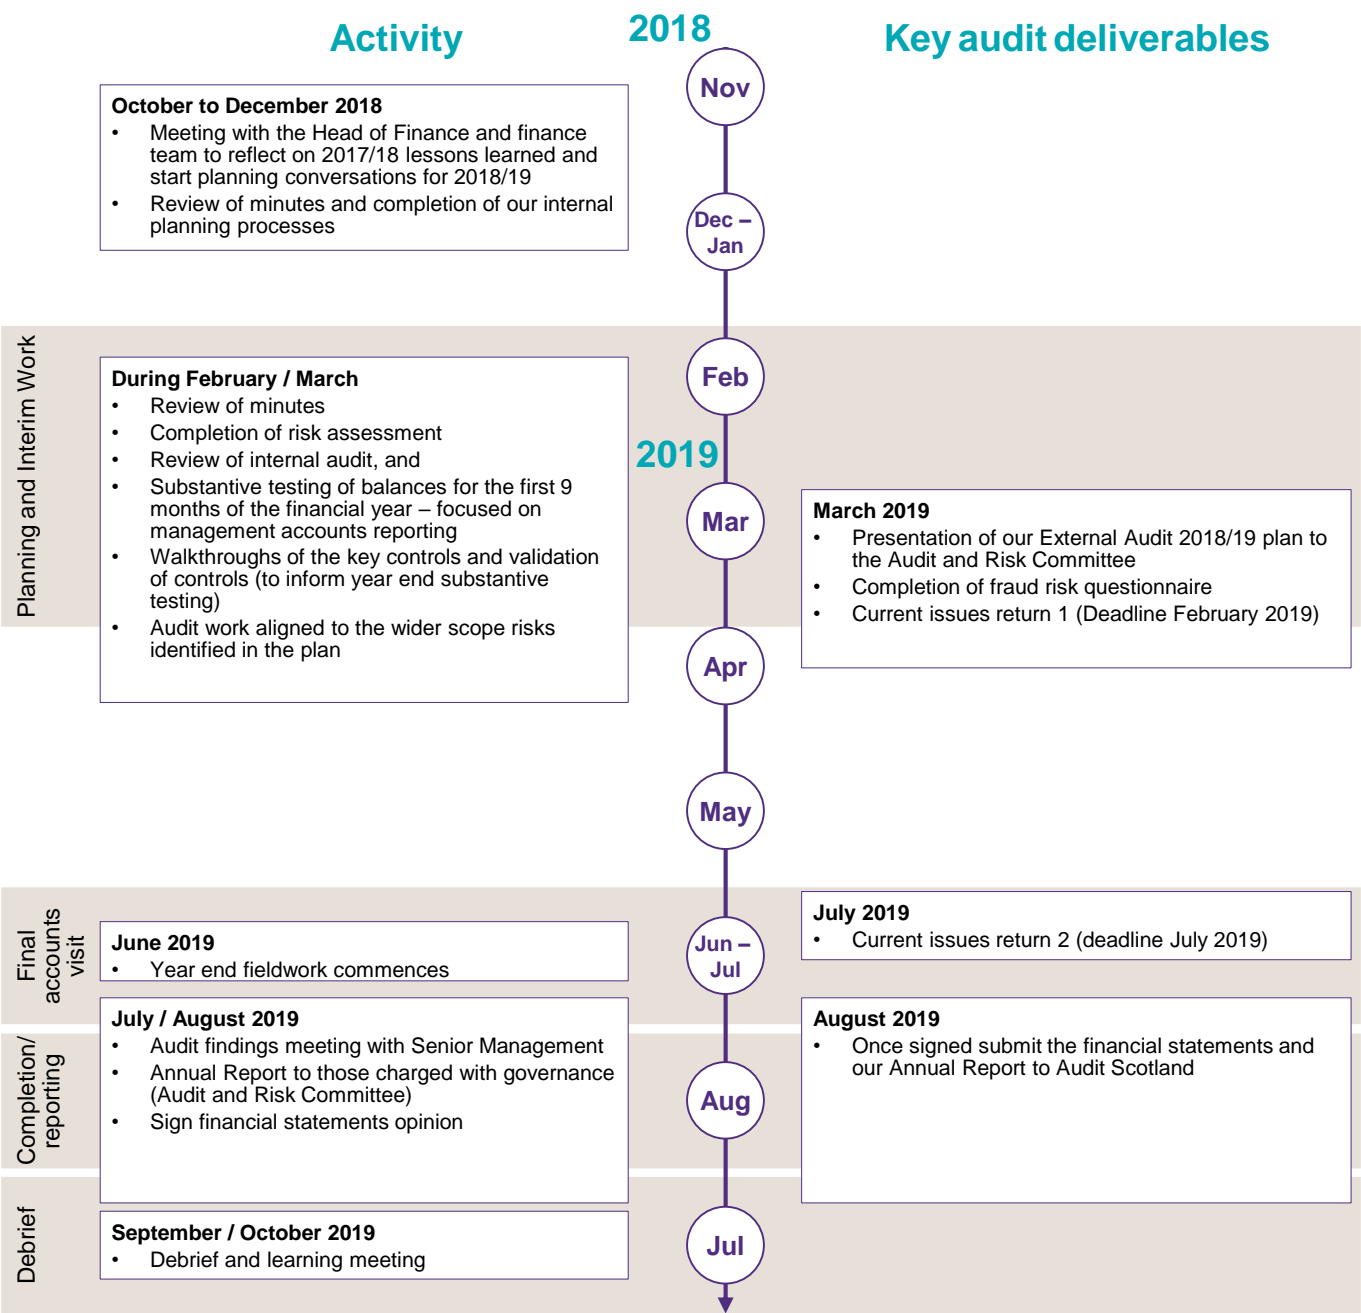 Activity
2018
Key audit deliverables
Nov
October to December 2018
• Meeting with the Head of Finance and finance
team to reflect on 2017/18 lessons learned and
start planning conversations for 2018/19
• Review of minutes and completion of our internal
planning processes
Dec –
Jan
Planning and Interim Work
Feb
During February / March
• Review of minutes
• Completion of risk assessment
• Review of internal audit, and
• Substantive testing of balances for the first 9
months of the financial year – focused on
management accounts reporting
• Walkthroughs of the key controls and validation
of controls (to inform year end substantive
testing)
• Audit work aligned to the wider scope risks
identified in the plan
2019
Mar
March 2019
• Presentation of our External Audit 2018/19 plan to
the Audit and Risk Committee
• Completion of fraud risk questionnaire
• Current issues return 1 (Deadline February 2019)
Apr
May
Final
accounts
visit
June 2019
• Year end fieldwork commences
Jun –
Jul
July 2019
• Current issues return 2 (deadline July 2019)
Completion/
reporting
July / August 2019
• Audit findings meeting with Senior Management
• Annual Report to those charged with governance
(Audit and Risk Committee)
• Sign financial statements opinion
Aug
August 2019
• Once signed submit the financial statements and
our Annual Report to Audit Scotland
Debrief
September / October 2019
• Debrief and learning meeting
Jul